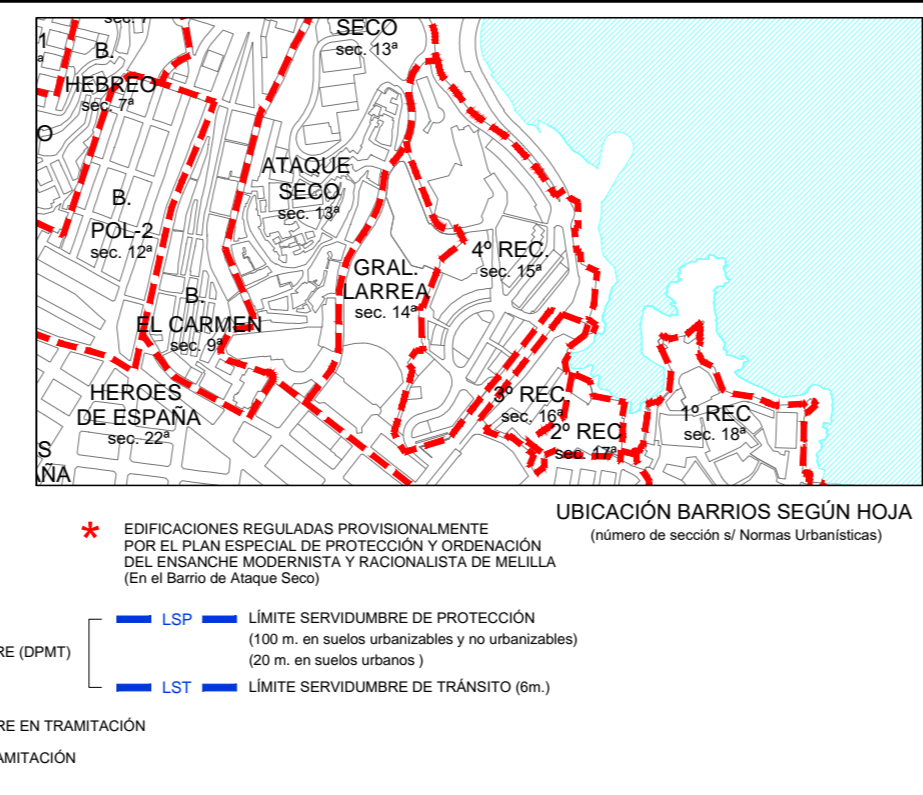 SECO
sec. 13ª
B.
HEBREO
sec. 7ª
ATAQUE
SECO
sec. 13ª
B.
POL-2
sec. 12ª
4º REC.
sec. 15ª
GRAL.
LARREA
sec. 14ª
B.
EL CARMEN
sec. 9ª
HEROES
DE ESPAÑA
sec. 22ª
3º REC.
sec. 16ª
2º REC
sec. 17ª
1º REC
sec. 18ª
S
ÑA
UBICACIÓN BARRIOS SEGÚN HOJA
(número de sección s/ Normas Urbanísticas)
* EDIFICACIONES REGULADAS PROVISIONALMENTE
POR EL PLAN ESPECIAL DE PROTECCIÓN Y ORDENACIÓN
DEL ENSANCHE MODERNISTA Y RACIONALISTA DE MELILLA
(En el Barrio de Ataque Seco)
RE (DPMT)
LSP LÍMITE SERVIDUMBRE DE PROTECCIÓN
(100 m. en suelos urbanizables y no urbanizables)
(20 m. en suelos urbanos )
LST LÍMITE SERVIDUMBRE DE TRÁNSITO (6m.)
RE EN TRAMITACIÓN
AMITACIÓN